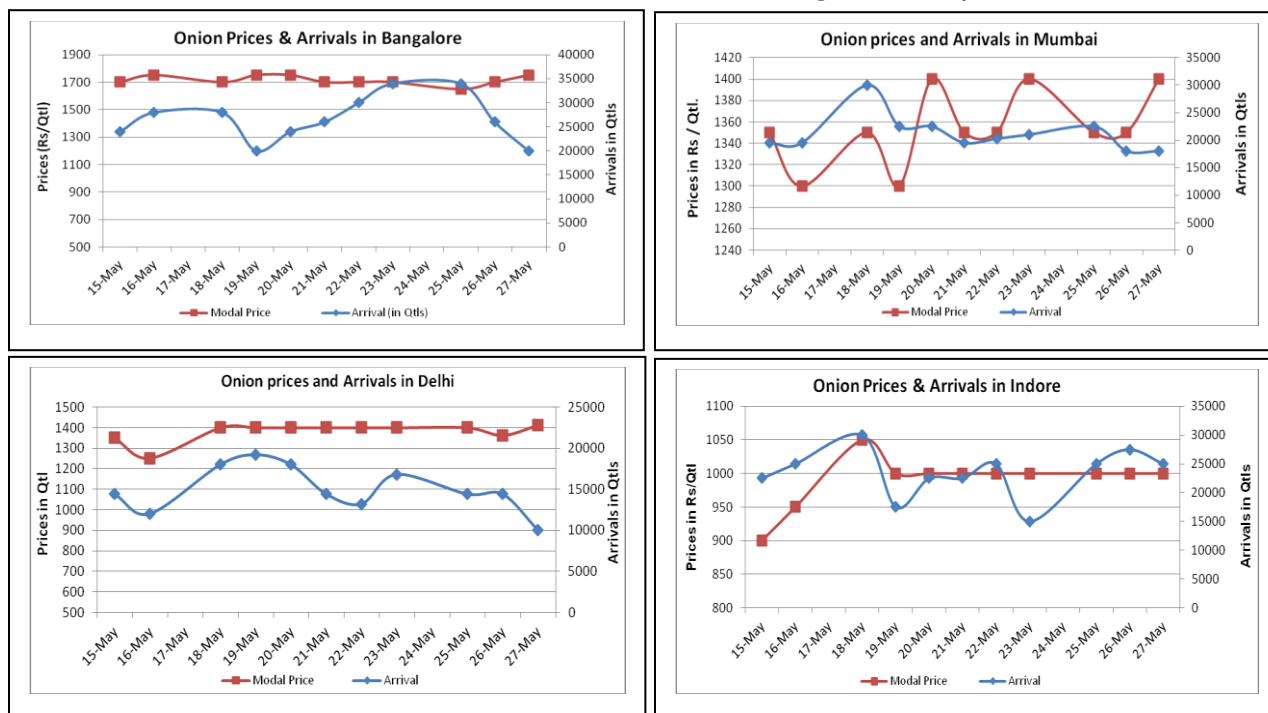 Onion Prices & Arrivals in Bangalore
1900
1700
1500
1300
1100
900
700
500
Prices (Rs/Qtl)
40000
35000
30000
25000
20000
15000
10000
5000
0
Arrivals in Qtls
15-May
16-May
17-May
18-May
19-May
20-May
21-May
22-May
23-May
24-May
25-May
26-May
27-May
Modal Price
Arrival (in Qtls)
Onion prices and Arrivals in Mumbai
1420
1400
1380
1360
1340
1320
1300
1280
1260
1240
Prices in Rs / Qtl.
35000
30000
25000
20000
15000
10000
5000
0
Arrivals in Qtls
15-May
16-May
17-May
18-May
19-May
20-May
21-May
22-May
23-May
24-May
25-May
26-May
27-May
Modal Price
Arrival
Onion prices and Arrivals in Delhi
1500
1400
1300
1200
1100
1000
900
800
700
600
500
Prices in Qtl
25000
20000
15000
10000
5000
0
Arrivals in Qtls
15-May
16-May
17-May
18-May
19-May
20-May
21-May
22-May
23-May
24-May
25-May
26-May
27-May
Modal Price
Arrival
Onion Prices & Arrivals in Indore
1100
1050
1000
950
900
850
800
Prices in Rs/Qtl
35000
30000
25000
20000
15000
10000
5000
0
Arrivals in Qtls
15-May
16-May
17-May
18-May
19-May
20-May
21-May
22-May
23-May
24-May
25-May
26-May
27-May
Modal Price
Arrival